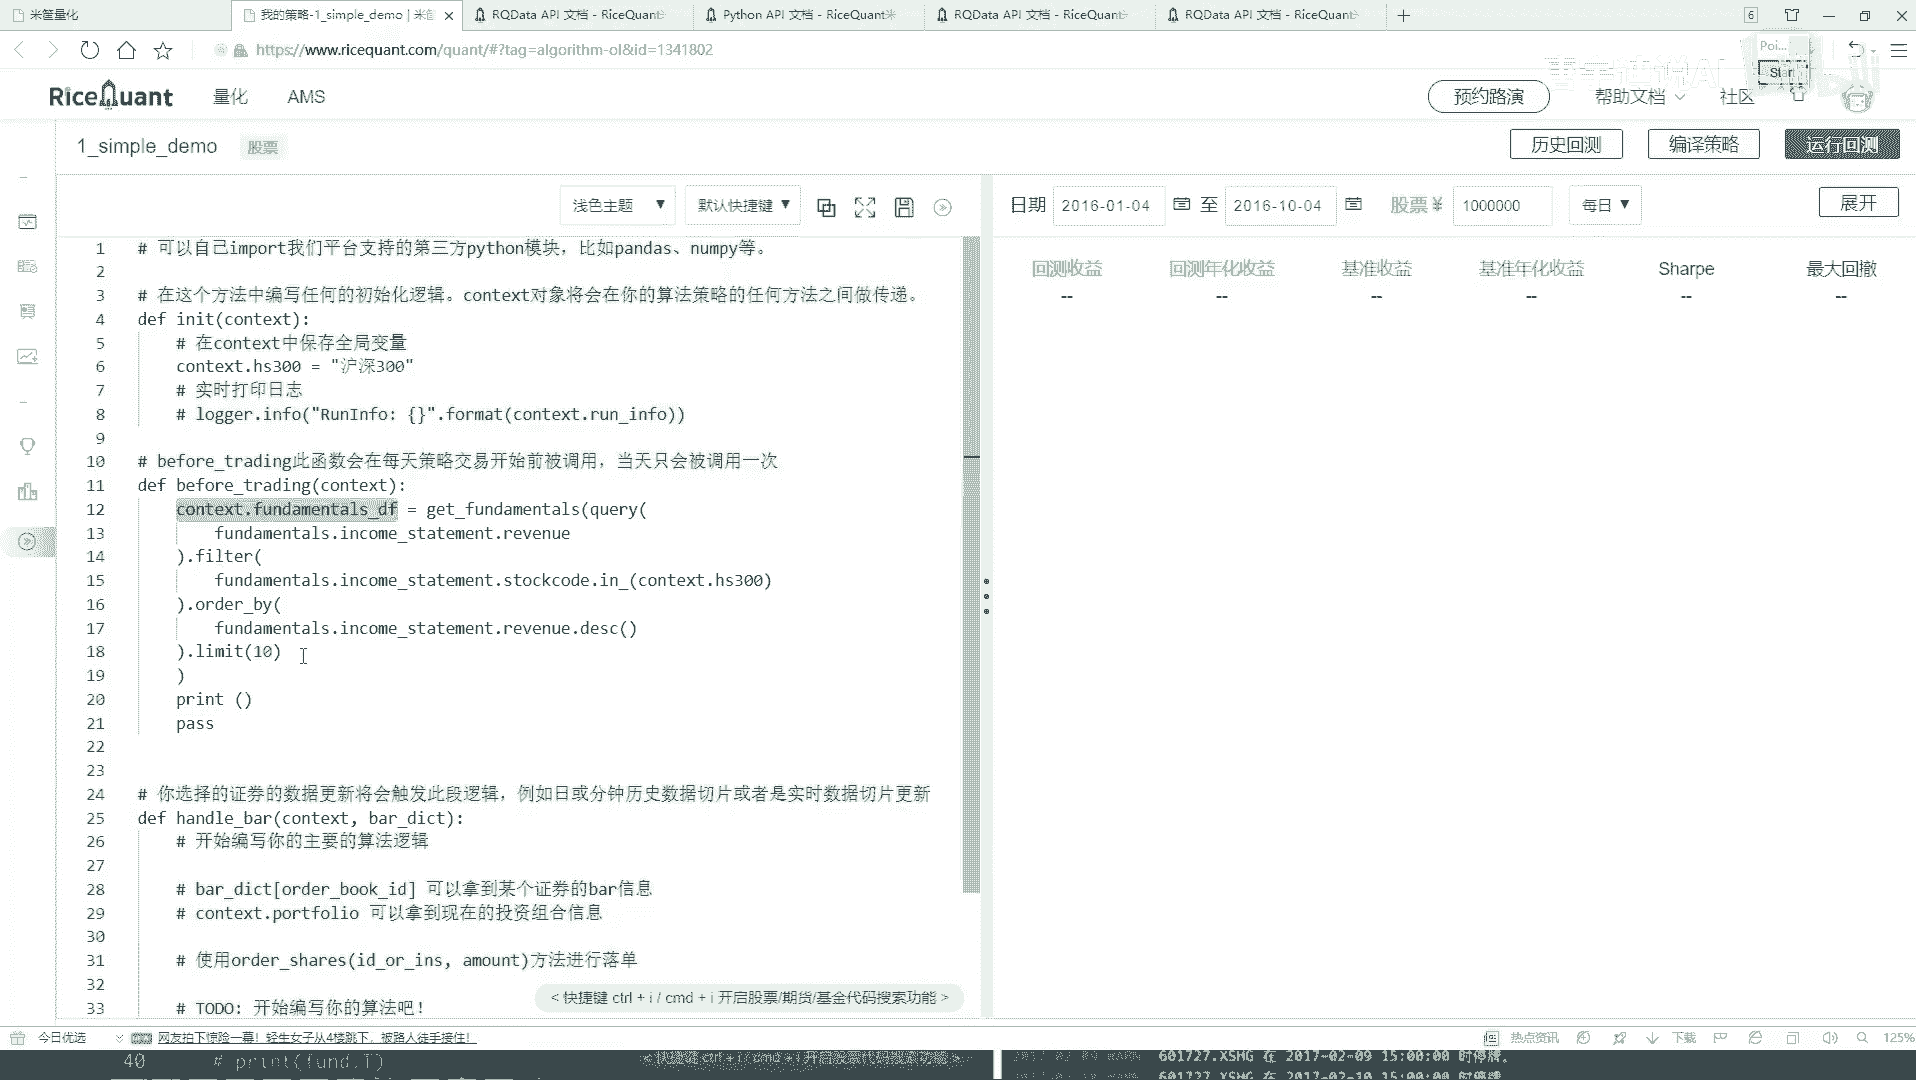 米筐量化
我的策略-1_simple_demo | 米筐
RQData API 文档 - RiceQuant
Python API 文档 - RiceQuant米
RQData API 文档 - RiceQuant
RQData API 文档 - RiceQuant
6
https://www.ricequant.com/quant/#?tag=algorithm-ol&id=1341802
Poi...
Start
RiceQuant
量化
AMS
预约路演
帮助文档
社区
1_simple_demo
股票
历史回测
编译策略
运行回测
浅色主题 ▼
默认快捷键 ▼
日期
2016-01-04
至
2016-10-04
股票 ¥
1000000
每日 ▼
展开
回测收益
回测年化收益
基准收益
基准年化收益
Sharpe
最大回撤
--
--
--
--
--
--
1 # 可以自己import我们平台支持的第三方python模块，比如pandas、numpy等。
2
3 # 在这个方法中编写任何的初始化逻辑。context对象将会在你的算法策略的任何方法之间做传递。
4 def init(context):
5 # 在context中保存全局变量
6 context.hs300 = "沪深300"
7 # 实时打印日志
8 # logger.info("RunInfo: {}".format(context.run_info))
9
10 # before_trading此函数会在每天策略交易开始前被调用，当天只会被调用一次
11 def before_trading(context):
12 context.fundamentals_df = get_fundamentals(query(
13 fundamentals.income_statement.revenue
14 ).filter(
15 fundamentals.income_statement.stockcode.in_(context.hs300)
16 ).order_by(
17 fundamentals.income_statement.revenue.desc()
18 ).limit(10)
19 )
20 print ()
21 pass
22
23
24 # 你选择的证券的数据更新将会触发此段逻辑，例如日或分钟历史数据切片或者是实时数据切片更新
25 def handle_bar(context, bar_dict):
26 # 开始编写你的主要的算法逻辑
27
28 # bar_dict[order_book_id] 可以拿到某个证券的bar信息
29 # context.portfolio 可以拿到现在的投资组合信息
30
31 # 使用order_shares(id_or_ins, amount)方法进行落单
32
33 # TODO: 开始编写你的算法吧！
< 快捷键 ctrl + i / cmd + i 开启股票/期货/基金代码搜索功能 >
今日优选
网友拍下惊险一幕！轻生女子从4楼跳下，被路人徒手接住！
热点资讯
下载
125%
40 # print(fund.T)
601727.XSHG 在 2017-02-09 15:00:00 时停牌。
601727.XSHG 在 2017-02-10 15:00:00 时停牌。